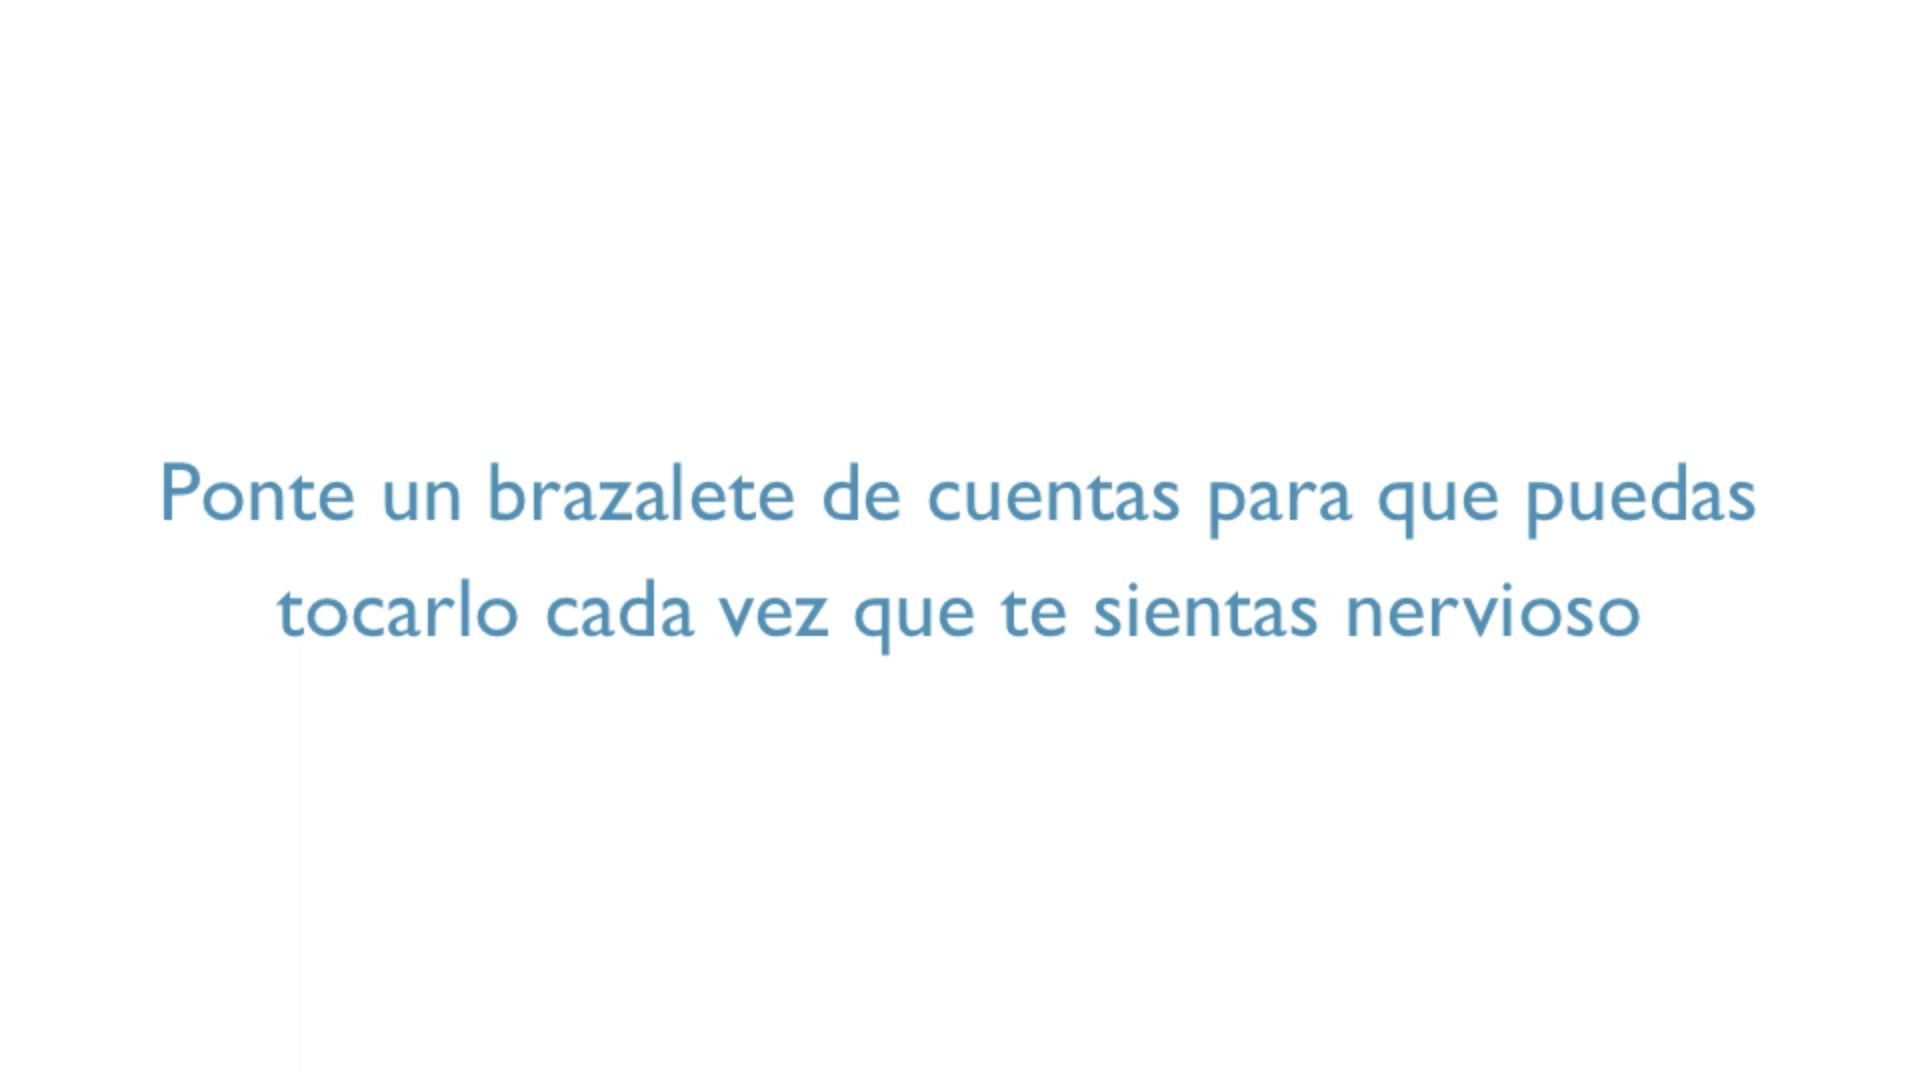 Ponte un brazalete de cuentas para que puedas
tocarlo cada vez que te sientas nervioso